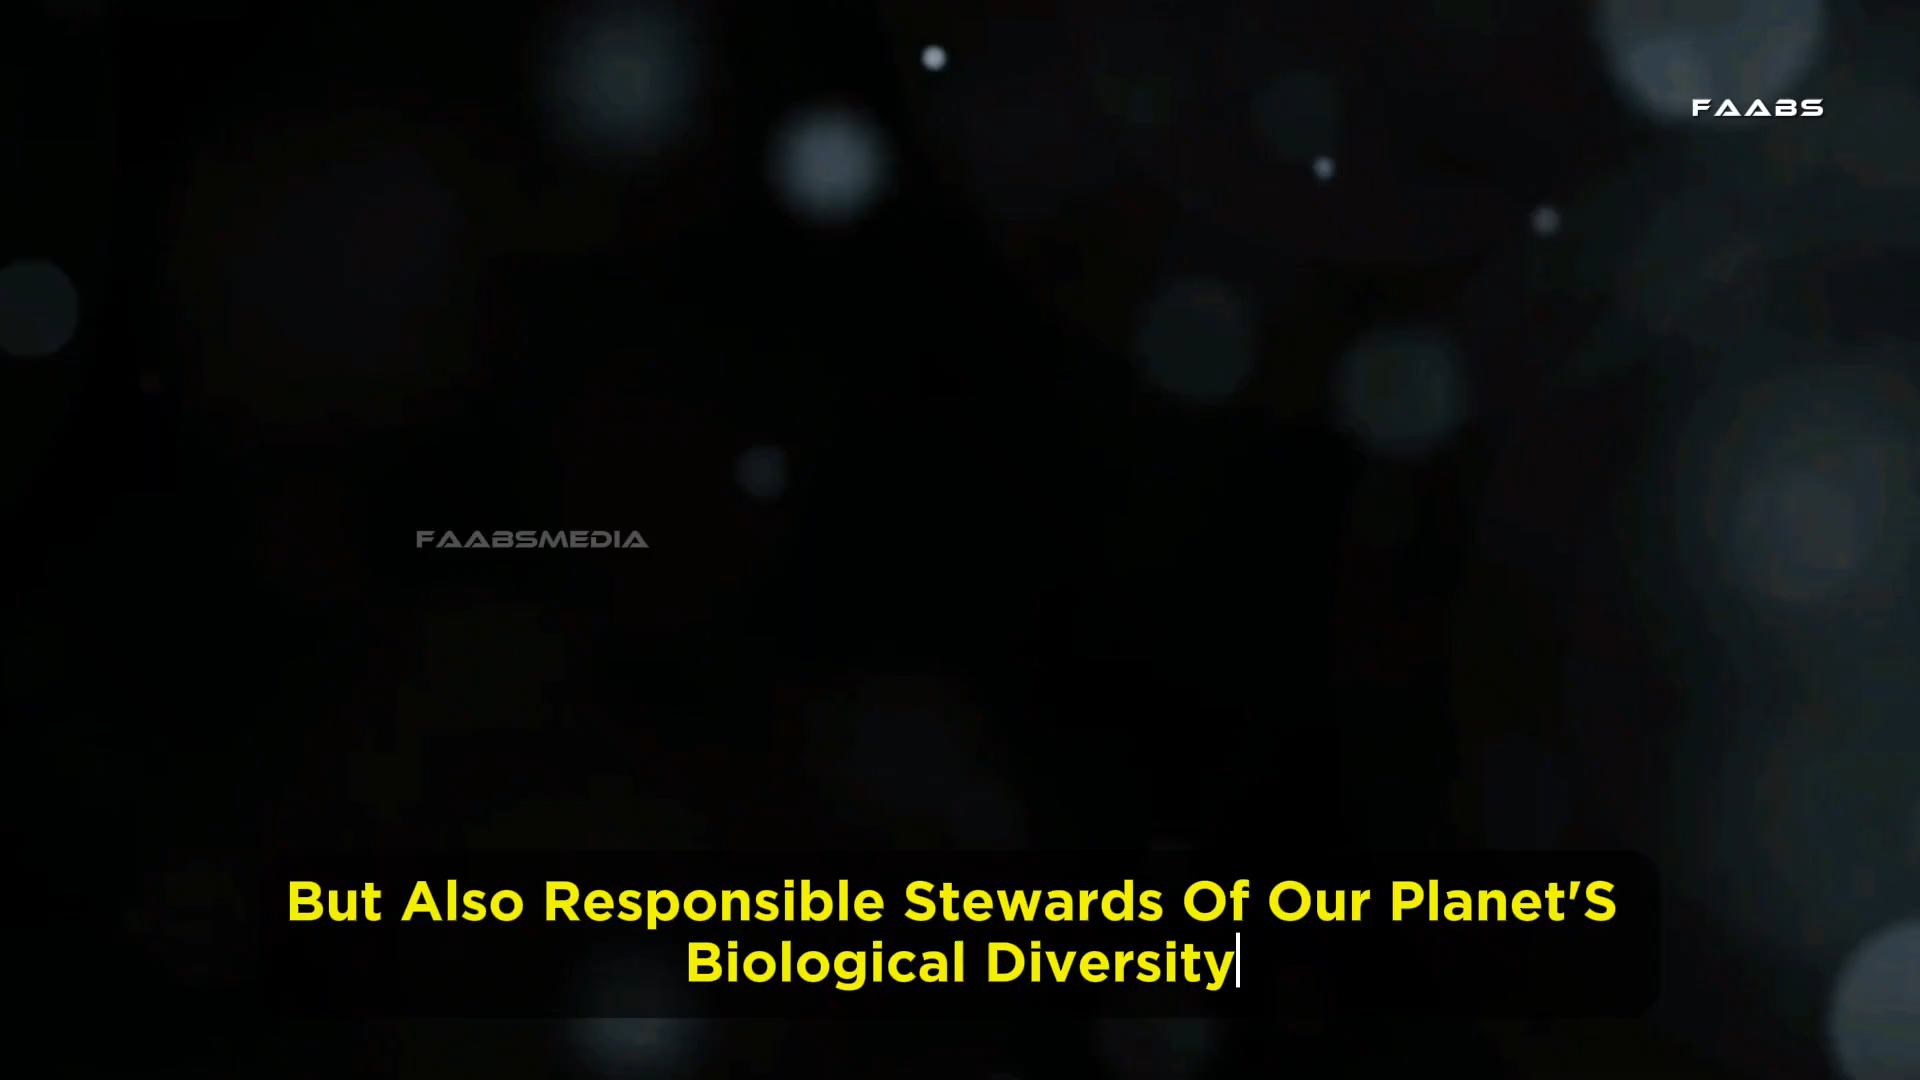 FAABS
FAABSMEDIA
But Also Responsible Stewards Of Our Planet'S
Biological Diversity